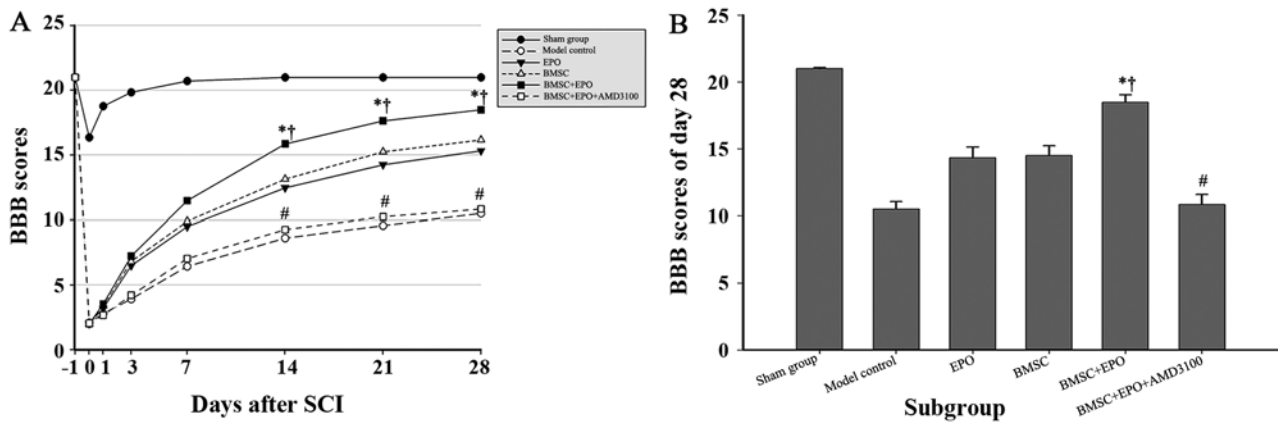 A
BBB scores
25
20
15
10
5
0
-1 0 1 3 7 14 21 28
Days after SCI
*†
*†
*†
#
#
#
Sham group
Model control
EPO
BMSC
BMSC+EPO
BMSC+EPO+AMD3100
B
BBB scores of day 28
25
20
15
10
5
0
*†
#
Sham group
Model control
EPO
BMSC
BMSC+EPO
BMSC+EPO+AMD3100
Subgroup